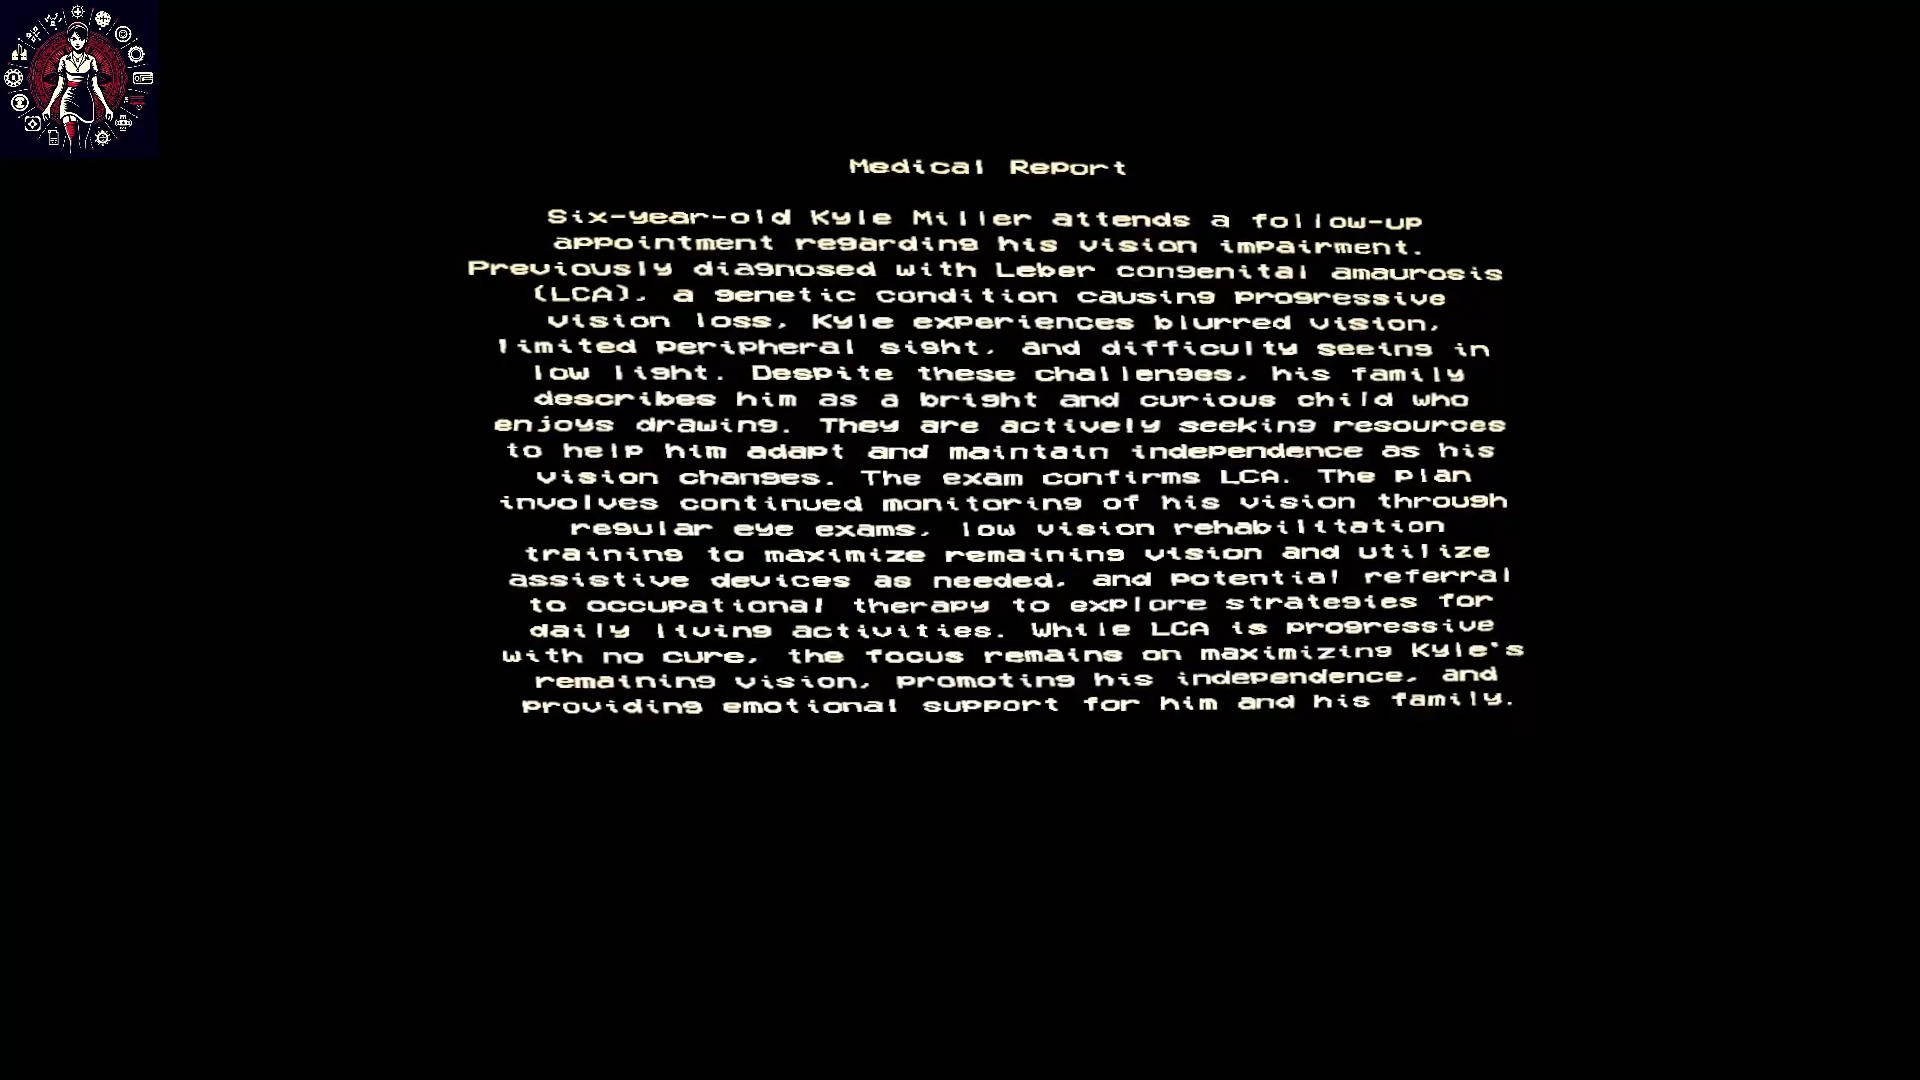 Medical Report
Six-year-old Kyle Miller attends a follow-up
appointment regarding his vision impairment.
Previously diagnosed with Leber congenital amaurosis
(LCA), a genetic condition causing progressive
vision loss, Kyle experiences blurred vision,
limited peripheral sight, and difficulty seeing in
low light. Despite these challenges, his family
describes him as a bright and curious child who
enjoys drawing. They are actively seeking resources
to help him adapt and maintain independence as his
vision changes. The exam confirms LCA. The plan
involves continued monitoring of his vision through
regular eye exams, low vision rehabilitation
training to maximize remaining vision and utilize
assistive devices as needed, and potential referral
to occupational therapy to explore strategies for
daily living activities. While LCA is progressive
with no cure, the focus remains on maximizing Kyle's
remaining vision, promoting his independence, and
providing emotional support for him and his family.